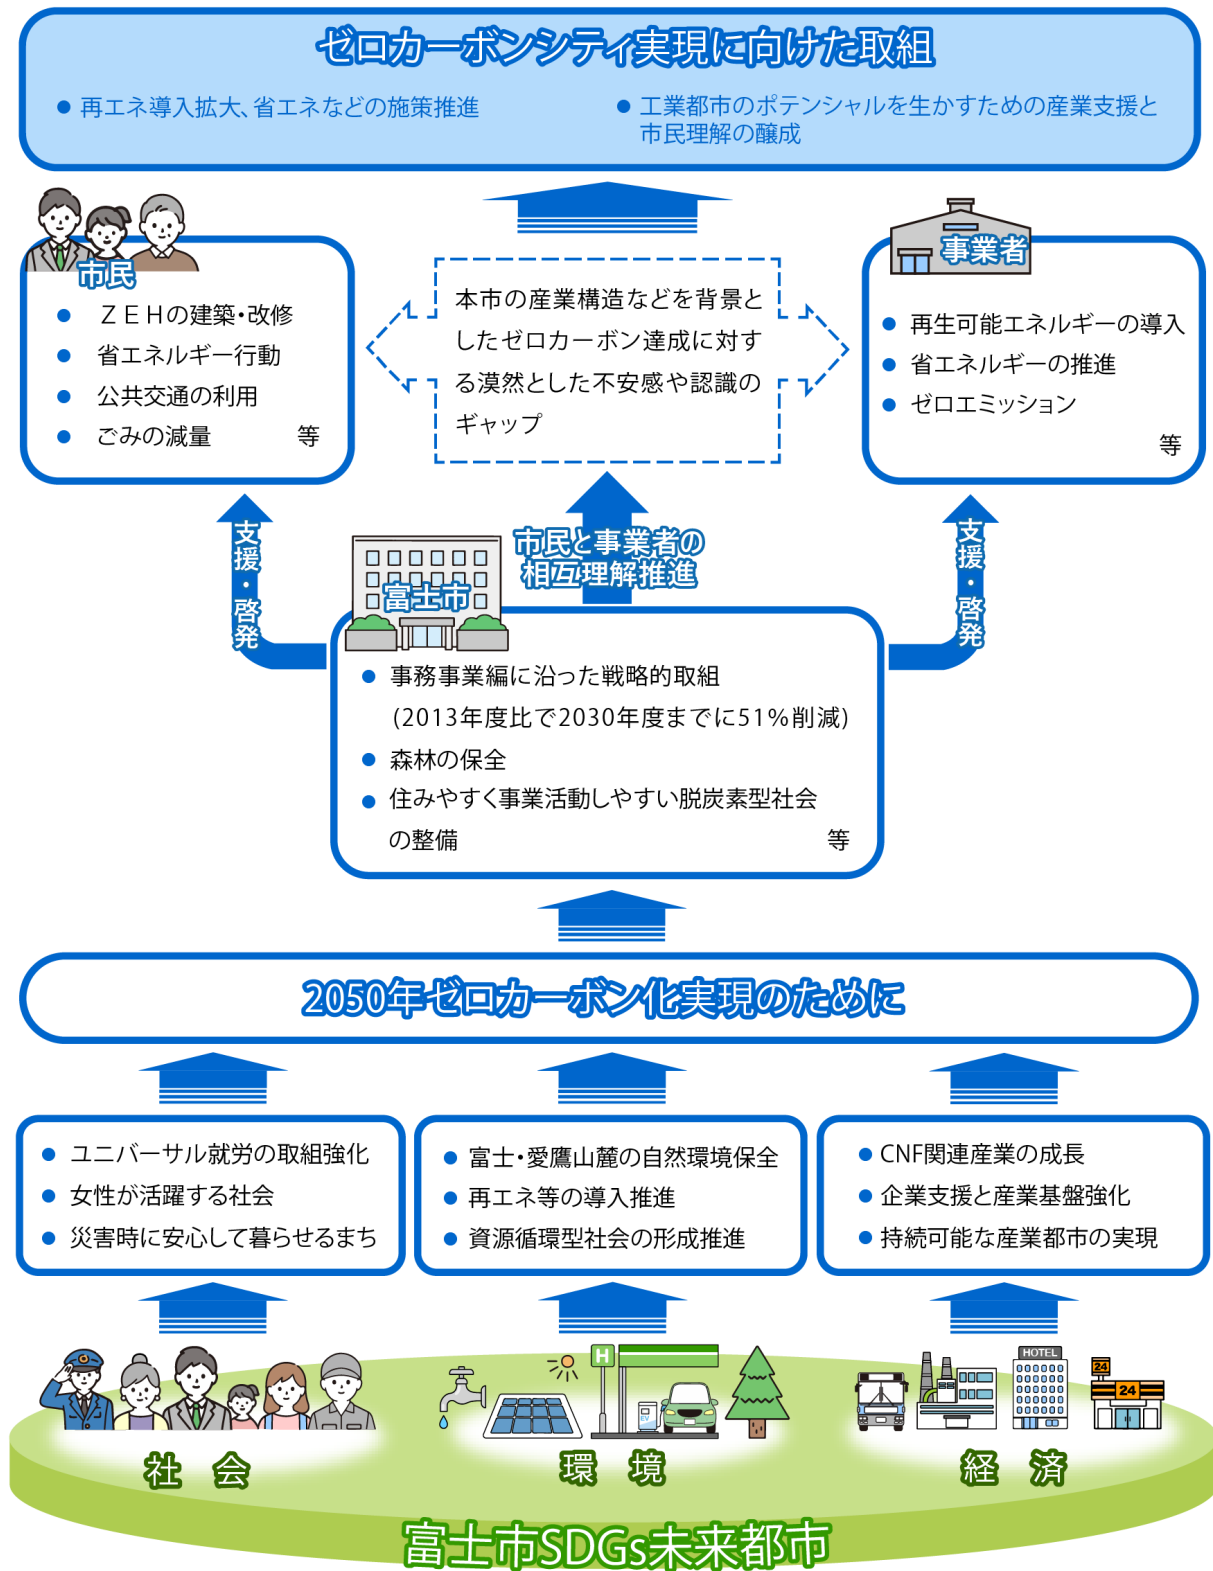 ゼロカーボンシティ実現に向けた取組
● 再エネ導入拡大、省エネなどの施策推進
● 工業都市のポテンシャルを生かすための産業支援と
市民理解の醸成
市民
● ＺＥＨの建築・改修
● 省エネルギー行動
● 公共交通の利用
● ごみの減量 等
本市の産業構造などを背景と
したゼロカーボン達成に対す
る漠然とした不安感や認識の
ギャップ
事業者
● 再生可能エネルギーの導入
● 省エネルギーの推進
● ゼロエミッション
等
支援・啓発
市民と事業者の
相互理解推進
支援・啓発
富士市
● 事務事業編に沿った戦略的取組
(2013年度比で2030年度までに51%削減)
● 森林の保全
● 住みやすく事業活動しやすい脱炭素型社会
の整備 等
2050年ゼロカーボン化実現のために
● ユニバーサル就労の取組強化
● 女性が活躍する社会
● 災害時に安心して暮らせるまち
● 富士・愛鷹山麓の自然環境保全
● 再エネ等の導入推進
● 資源循環型社会の形成推進
● CNF関連産業の成長
● 企業支援と産業基盤強化
● 持続可能な産業都市の実現
H
EV
HOTEL
24
24
社 会
環 境
経 済
富士市SDGs未来都市